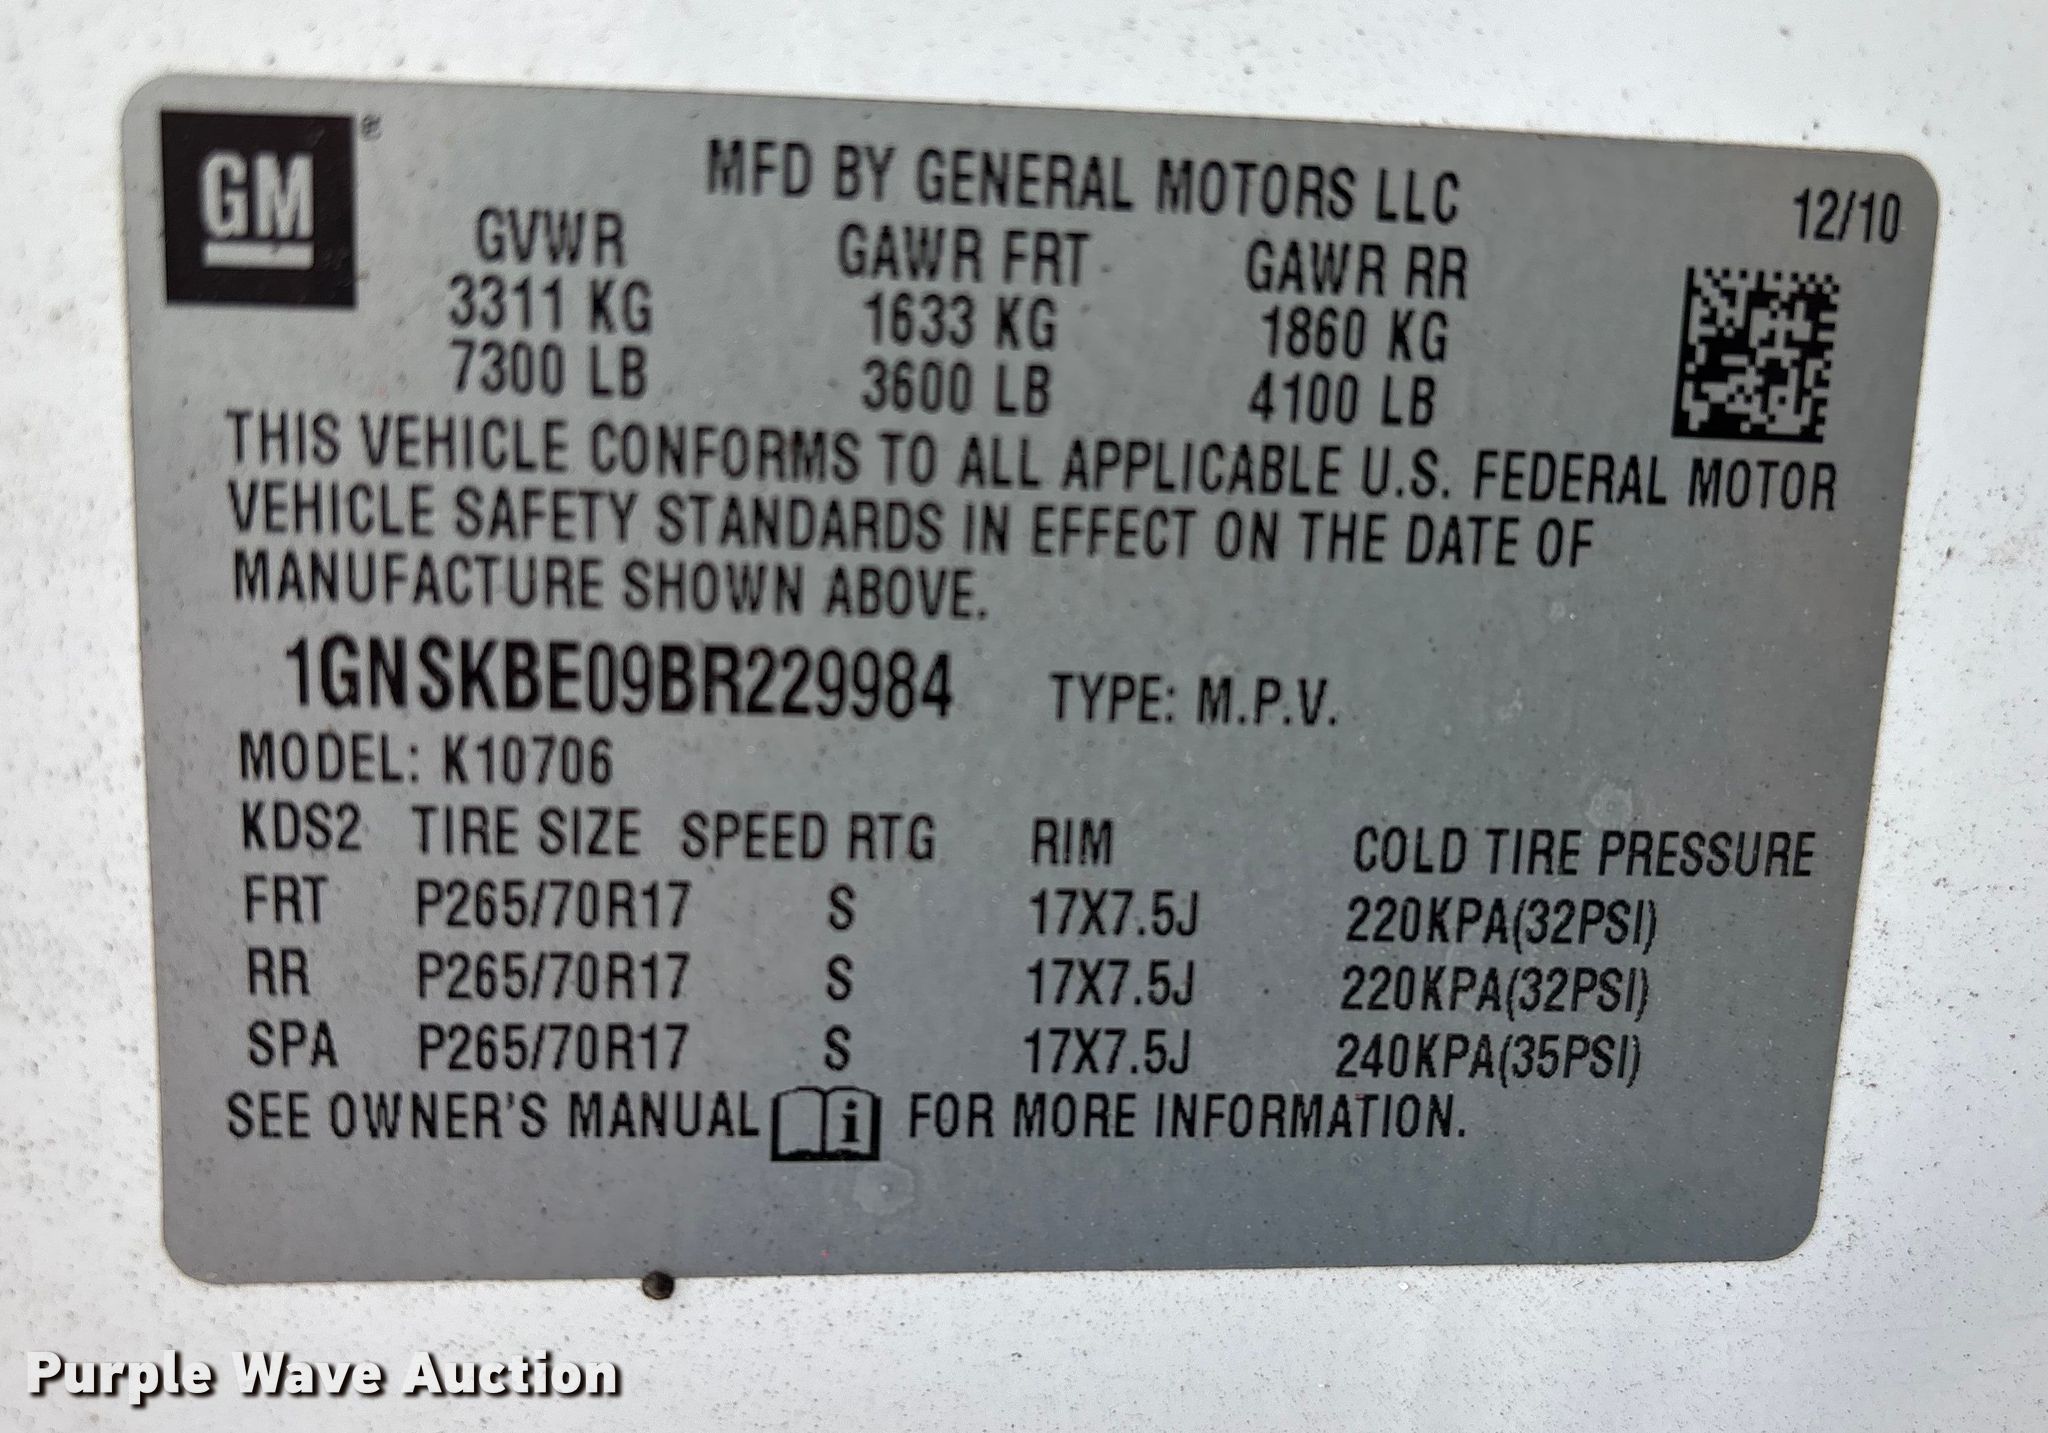 GM ®
MFD BY GENERAL MOTORS LLC
12/10
GVWR GAWR FRT GAWR RR
3311 KG 1633 KG 1860 KG
7300 LB 3600 LB 4100 LB
THIS VEHICLE CONFORMS TO ALL APPLICABLE U.S. FEDERAL MOTOR
VEHICLE SAFETY STANDARDS IN EFFECT ON THE DATE OF
MANUFACTURE SHOWN ABOVE.
1GNSKBE09BR229984 TYPE: M.P.V.
MODEL: K10706
KDS2 TIRE SIZE SPEED RTG RIM COLD TIRE PRESSURE
FRT P265/70R17 S 17X7.5J 220KPA(32PSI)
RR P265/70R17 S 17X7.5J 220KPA(32PSI)
SPA P265/70R17 S 17X7.5J 240KPA(35PSI)
SEE OWNER'S MANUAL i FOR MORE INFORMATION.
Purple Wave Auction